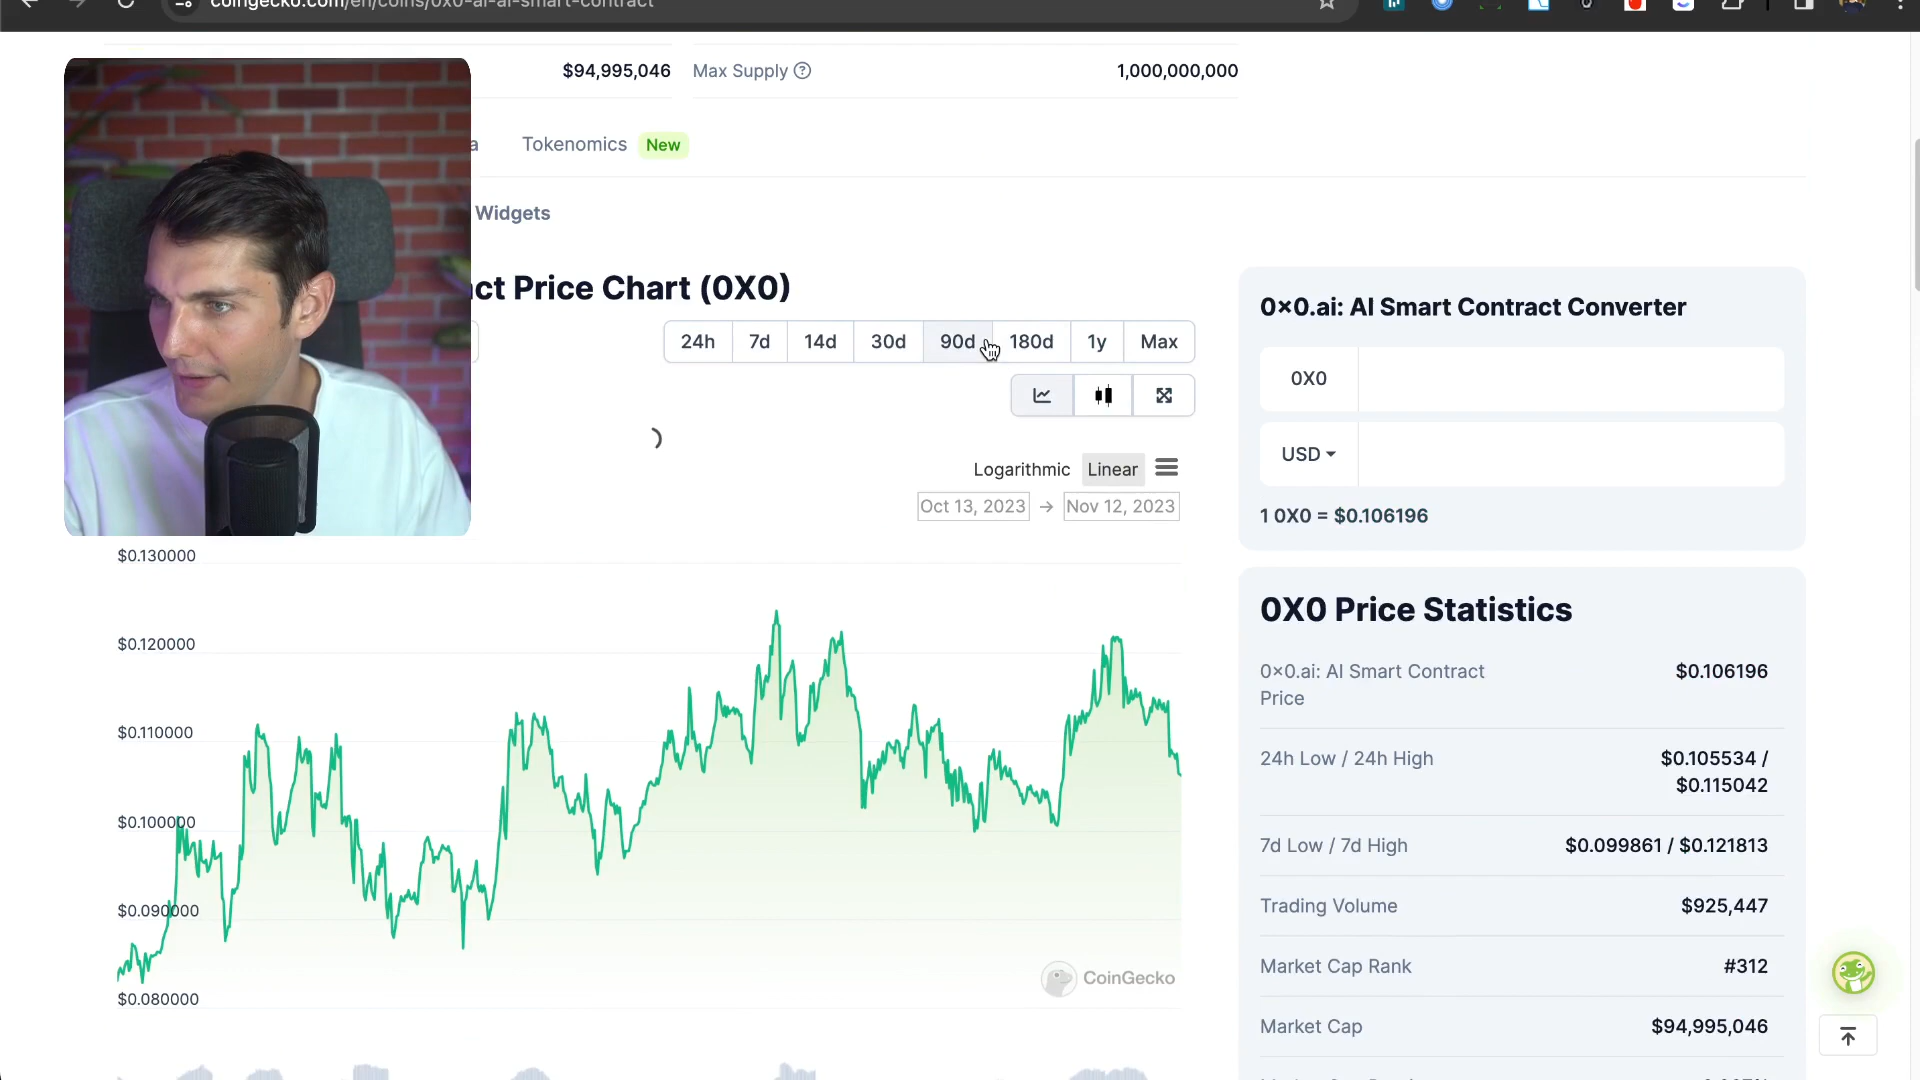 coingecko.com/en/coins/0x0-ai-ai-smart-contract
$94,995,046
Max Supply
1,000,000,000
a
Tokenomics
New
Widgets
ct Price Chart (0X0)
24h
7d
14d
30d
90d
180d
1y
Max
Logarithmic
Linear
Oct 13, 2023 → Nov 12, 2023
$0.130000
$0.120000
$0.110000
$0.100000
$0.090000
$0.080000
CoinGecko
0×0.ai: AI Smart Contract Converter
0X0
USD
1 0X0 = $0.106196
0X0 Price Statistics
0×0.ai: AI Smart Contract
Price
$0.106196
24h Low / 24h High
$0.105534 /
$0.115042
7d Low / 7d High
$0.099861 / $0.121813
Trading Volume
$925,447
Market Cap Rank
#312
Market Cap
$94,995,046